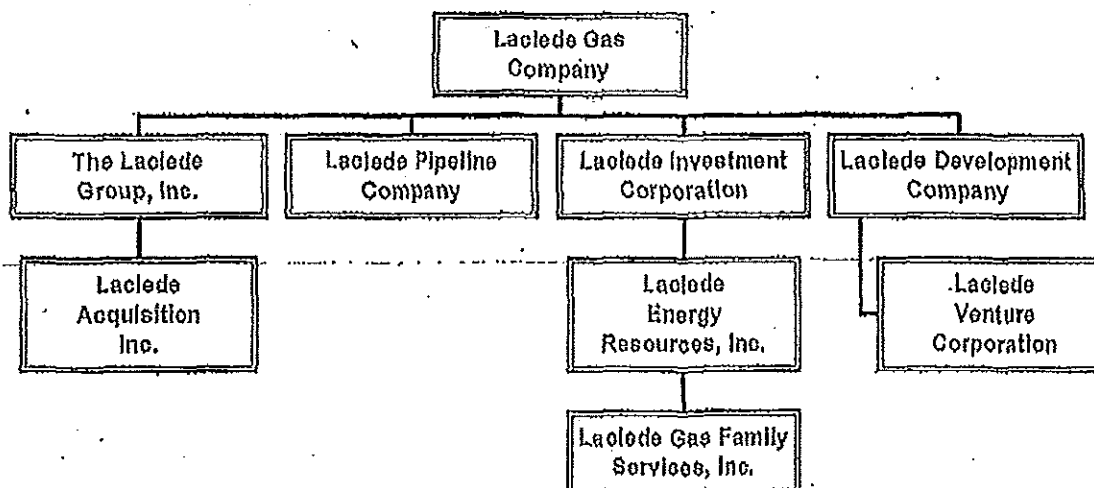 Laclede Gas
Company
The Laclede
Group, Inc.
Laclede Pipeline
Company
Laclede Investment
Corporation
Laclede Development
Company
Laclede
Acquisition
Inc.
Laclede
Energy
Resources, Inc.
Laclede
Venture
Corporation
Laclede Gas Family
Services, Inc.